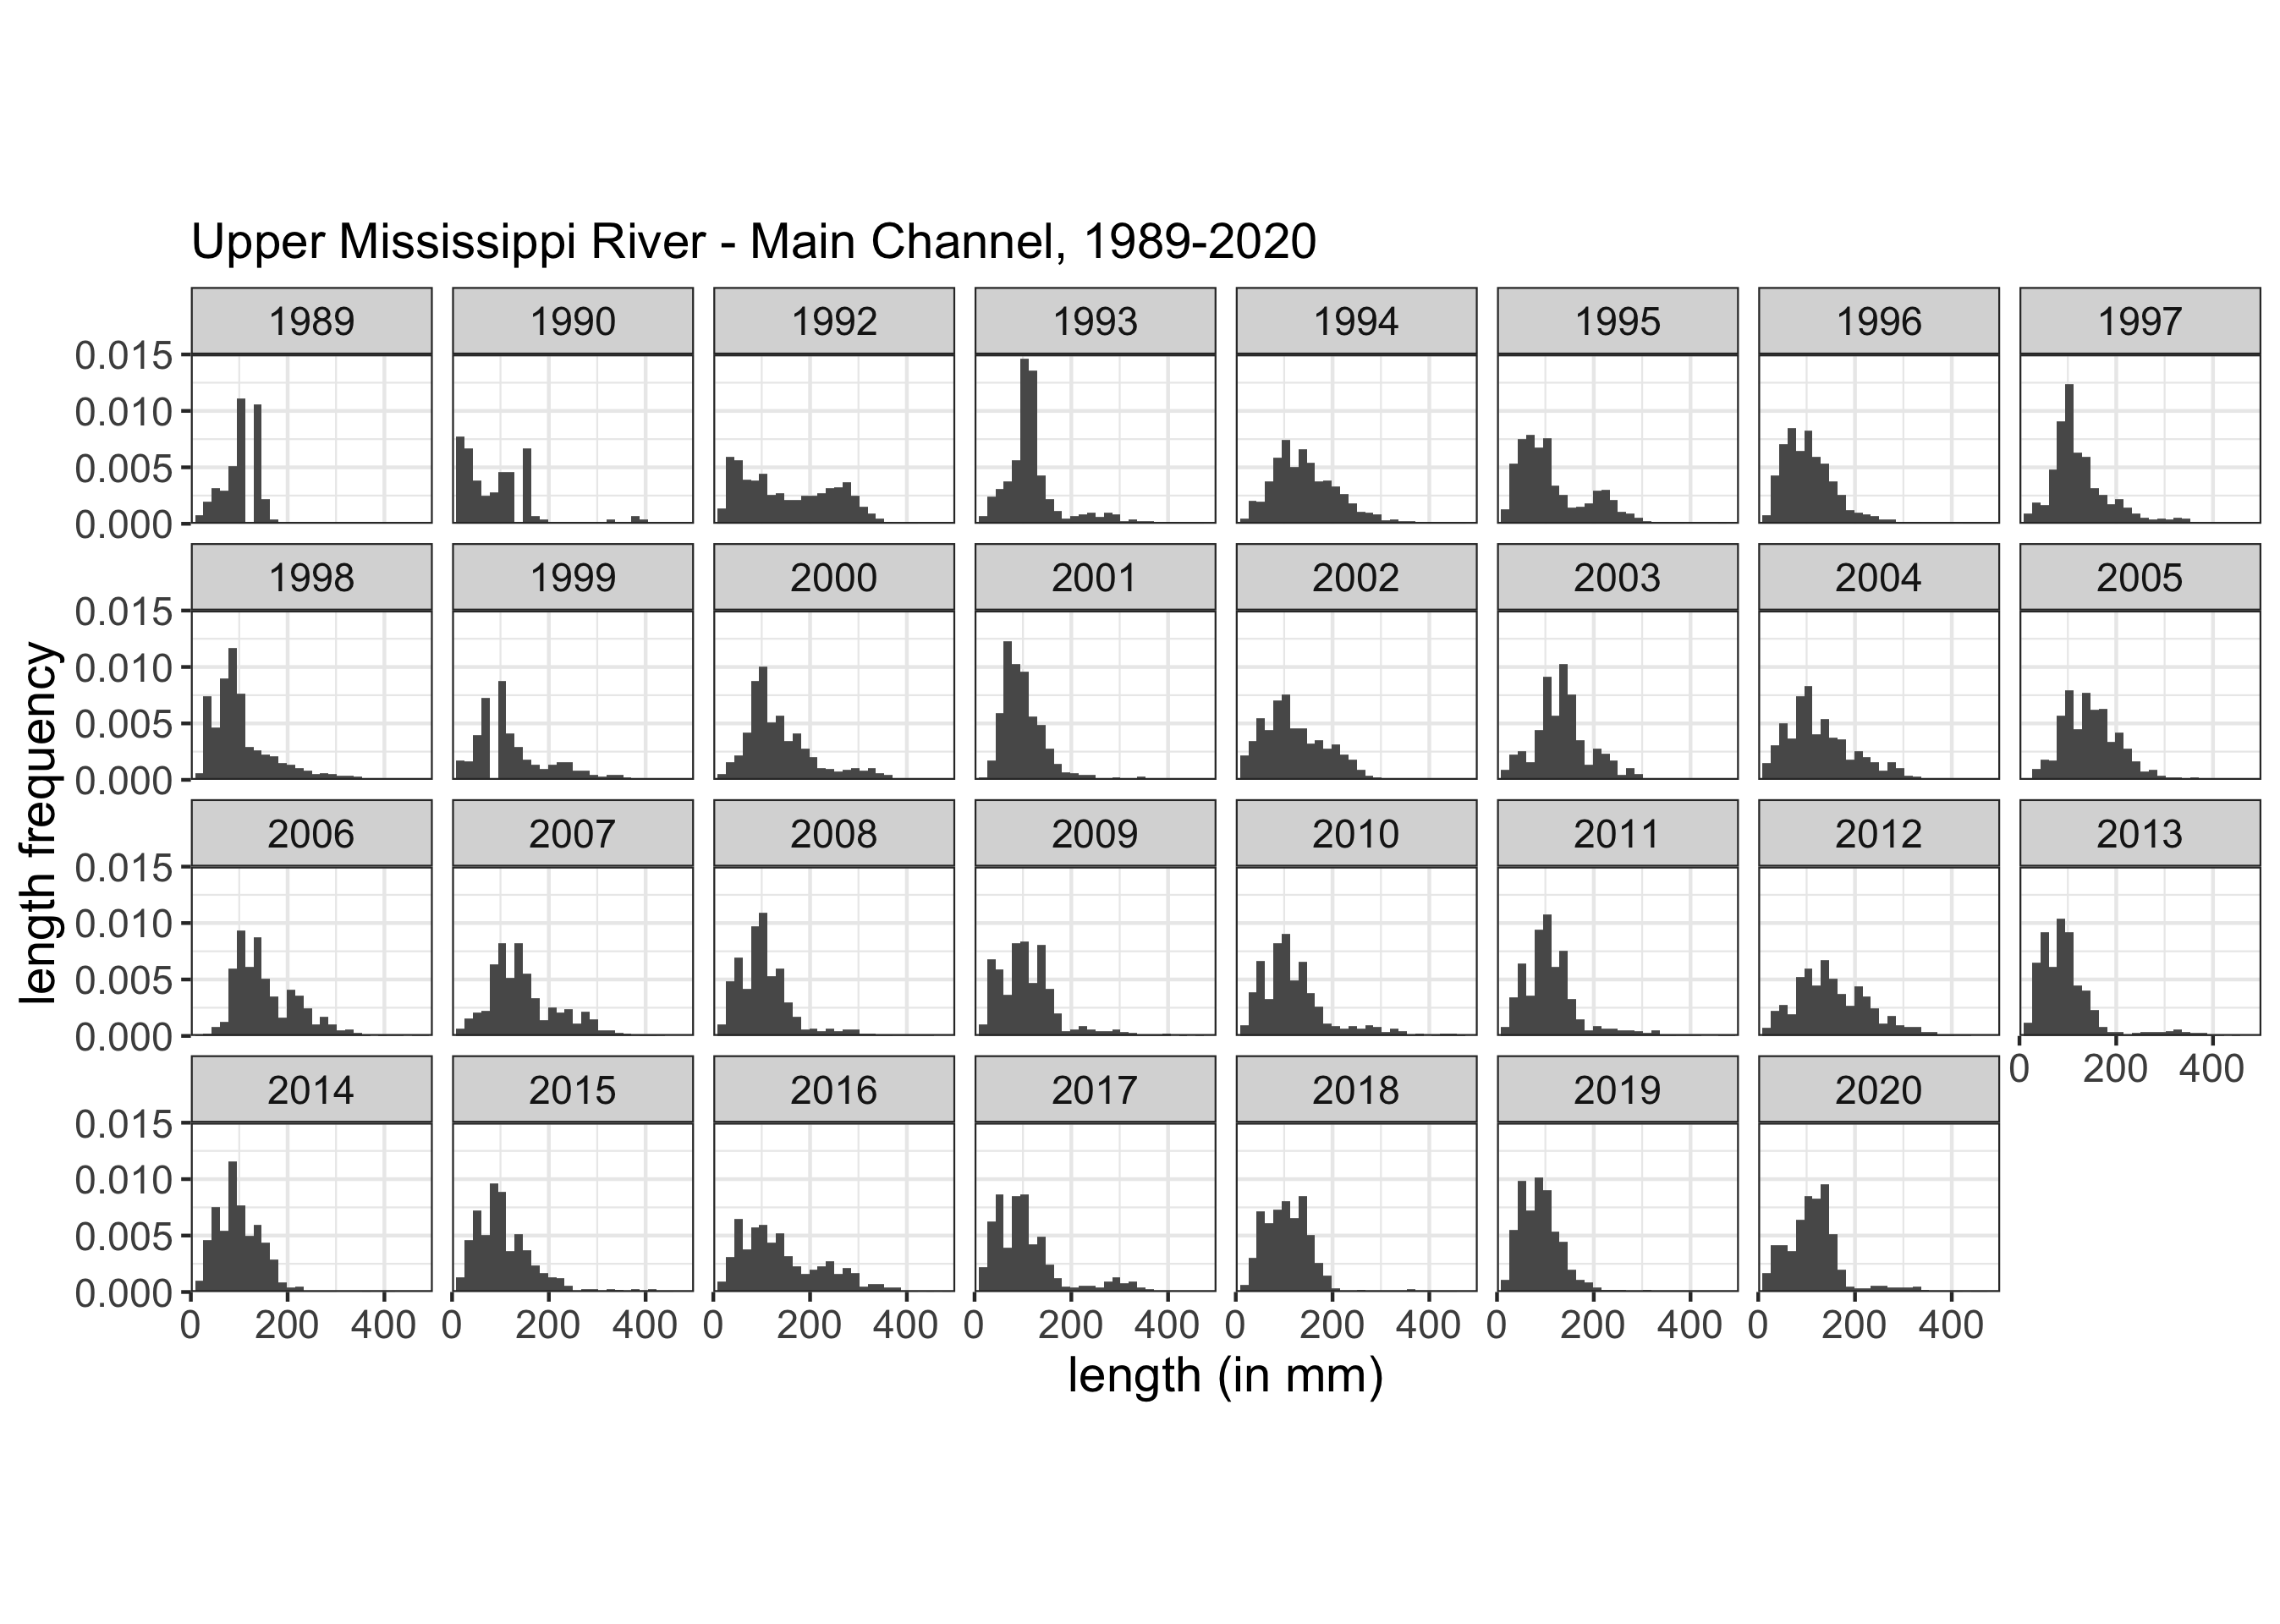 Upper Mississippi River - Main Channel, 1989-2020
1989 1990 1992 1993 1994 1995 1996 1997
0.015
0.010
0.005
0.000
1998 1999 2000 2001 2002 2003 2004 2005
0.015
0.010
0.005
0.000
2006 2007 2008 2009 2010 2011 2012 2013
0.015
0.010
0.005
0.000
0 200 400
2014 2015 2016 2017 2018 2019 2020
0.015
0.010
0.005
0.000
0 200 400 0 200 400 0 200 400 0 200 400 0 200 400 0 200 400 0 200 400
length (in mm)
length frequency